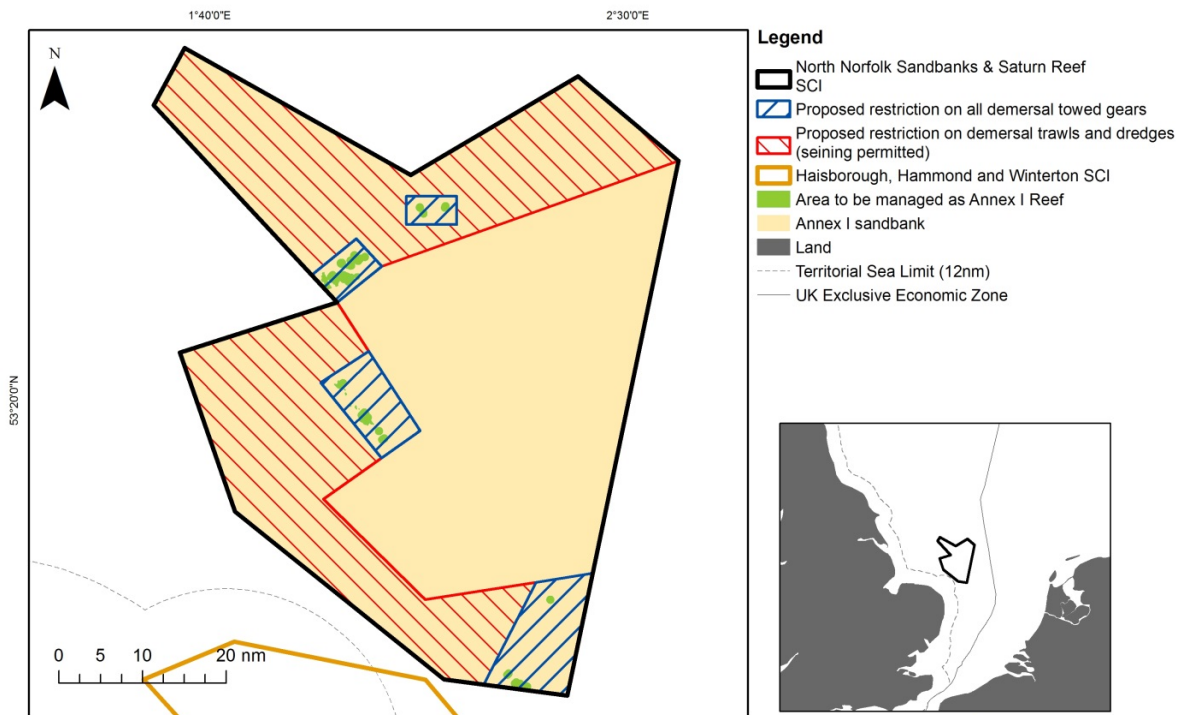 1°40'0"E
2°30'0"E
N
53°20'0"N
0 5 10 20 nm
Legend
North Norfolk Sandbanks & Saturn Reef
SCI
Proposed restriction on all demersal towed gears
Proposed restriction on demersal trawls and dredges
(seining permitted)
Haisborough, Hammond and Winterton SCI
Area to be managed as Annex I Reef
Annex I sandbank
Land
Territorial Sea Limit (12nm)
UK Exclusive Economic Zone